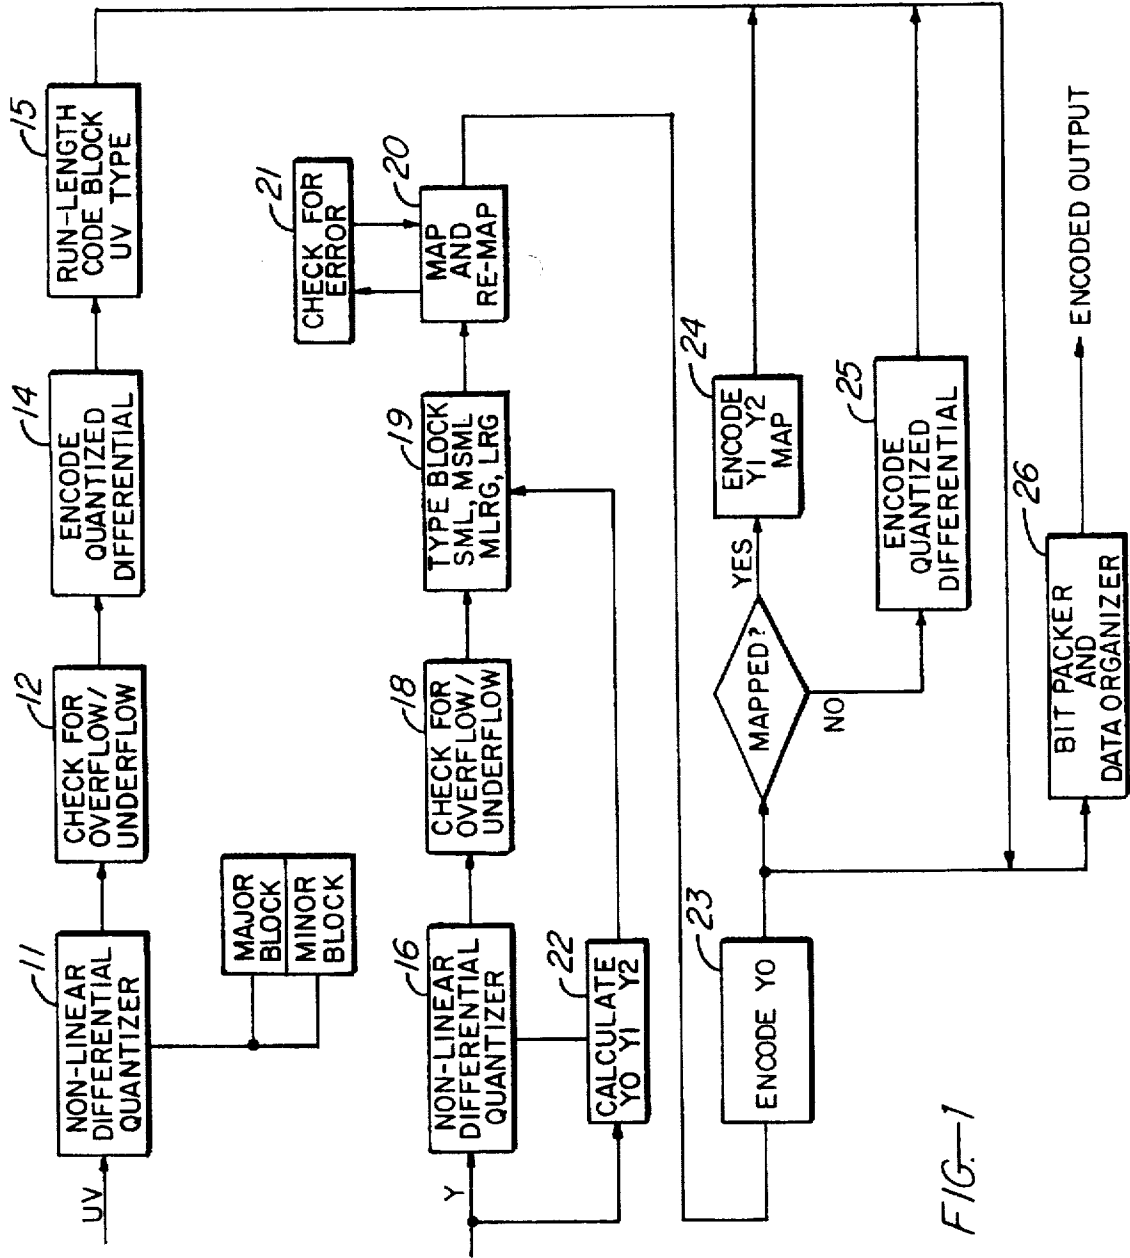 UV
11
NON-LINEAR
DIFFERENTIAL
QUANTIZER
12
CHECK FOR
OVERFLOW/
UNDERFLOW
14
ENCODE
QUANTIZED
DIFFERENTIAL
15
RUN-LENGTH
CODE BLOCK
UV TYPE
MAJOR
BLOCK
MINOR
BLOCK
21
CHECK FOR
ERROR
Y
16
NON-LINEAR
DIFFERENTIAL
QUANTIZER
18
CHECK FOR
OVERFLOW/
UNDERFLOW
19
TYPE BLOCK
SML, MSML
MLRG, LRG
20
MAP
AND
RE-MAP
22
CALCULATE
Y0 Y1 Y2
23
ENCODE Y0
MAPPED?
YES
NO
24
ENCODE
Y1 Y2
MAP
25
ENCODE
QUANTIZED
DIFFERENTIAL
26
BIT PACKER
AND
DATA ORGANIZER
ENCODED OUTPUT
FIG.—1